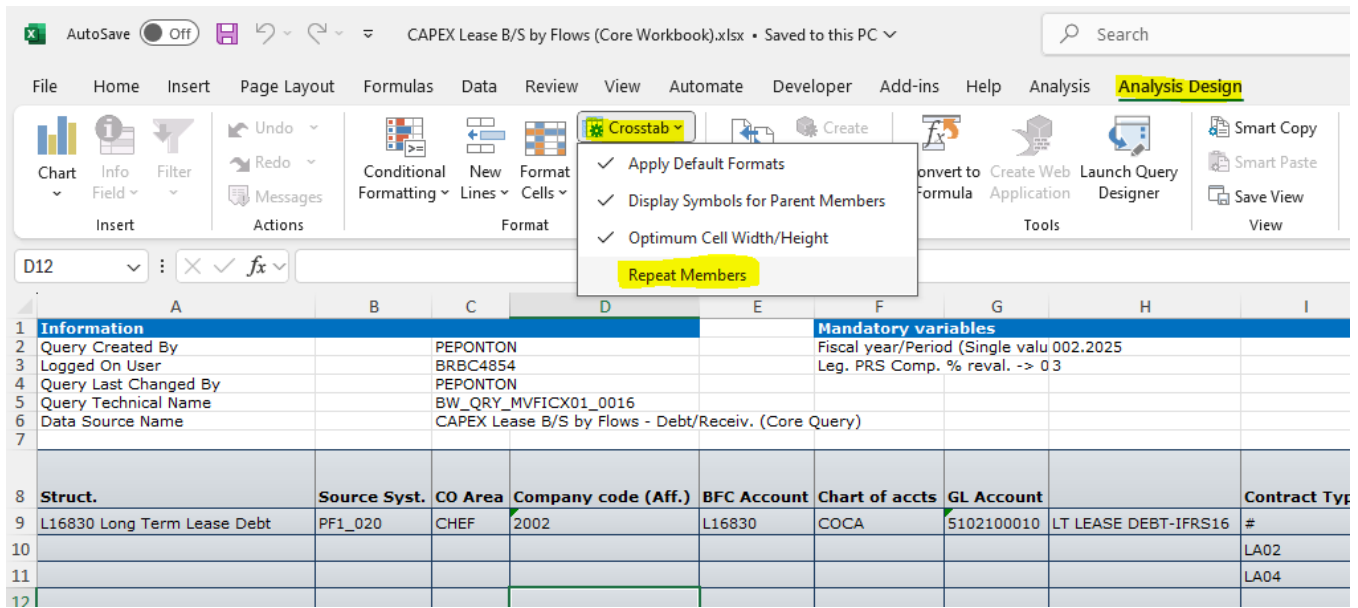 AutoSave Off CAPEX Lease B/S by Flows (Core Workbook).xlsx • Saved to this PC Search
File Home Insert Page Layout Formulas Data Review View Automate Developer Add-ins Help Analysis Analysis Design
Chart
Info Field
Filter
Insert
Undo
Redo
Messages
Actions
Conditional Formatting
New Lines
Format Cells
Format
Crosstab
Apply Default Formats
Display Symbols for Parent Members
Optimum Cell Width/Height
Repeat Members
Create
onvert to Formula
Create Web Application
Launch Query Designer
Tools
Smart Copy
Smart Paste
Save View
View
D12 fx
A B C D E F G H I
1 Information Mandatory variables
2 Query Created By PEPONTON Fiscal year/Period (Single valu 002.2025
3 Logged On User BRBC4854 Leg. PRS Comp. % reval. -> 0 3
4 Query Last Changed By PEPONTON
5 Query Technical Name BW_QRY_MVFICX01_0016
6 Data Source Name CAPEX Lease B/S by Flows - Debt/Receiv. (Core Query)
7
8 Struct. Source Syst. CO Area Company code (Aff.) BFC Account Chart of accts GL Account Contract Typ
9 L16830 Long Term Lease Debt PF1_020 CHEF 2002 L16830 COCA 5102100010 LT LEASE DEBT-IFRS16 #
10 LA02
11 LA04
12